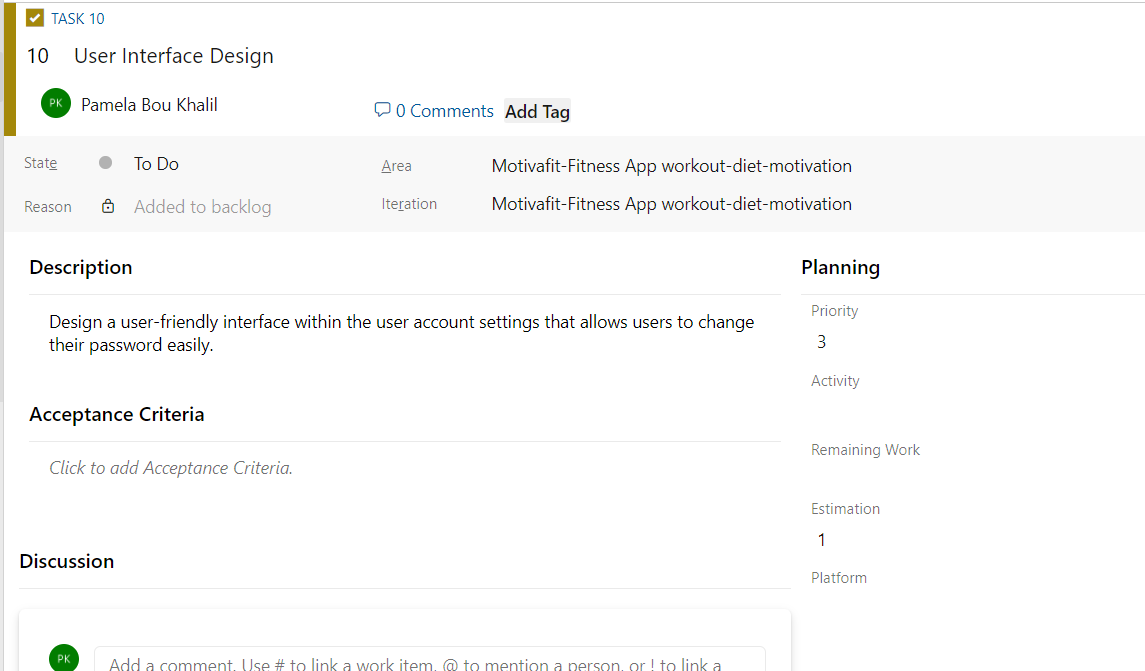 TASK 10
10 User Interface Design
PK Pamela Bou Khalil
0 Comments Add Tag
State To Do
Area Motivafit-Fitness App workout-diet-motivation
Reason Added to backlog
Iteration Motivafit-Fitness App workout-diet-motivation
Description
Design a user-friendly interface within the user account settings that allows users to change
their password easily.
Acceptance Criteria
Click to add Acceptance Criteria.
Discussion
PK Add a comment. Use # to link a work item, @ to mention a person, or ! to link a
Planning
Priority
3
Activity
Remaining Work
Estimation
1
Platform